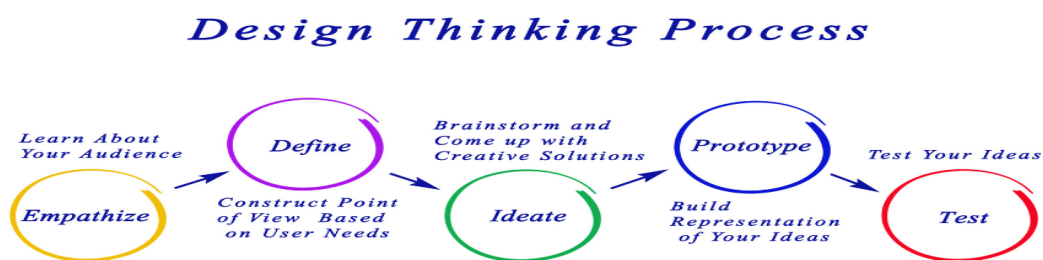 Design Thinking Process
Learn About
Your Audience
Empathize
Define
Construct Point
of View Based
on User Needs
Brainstorm and
Come up with
Creative Solutions
Ideate
Prototype
Build
Representation
of Your Ideas
Test Your Ideas
Test